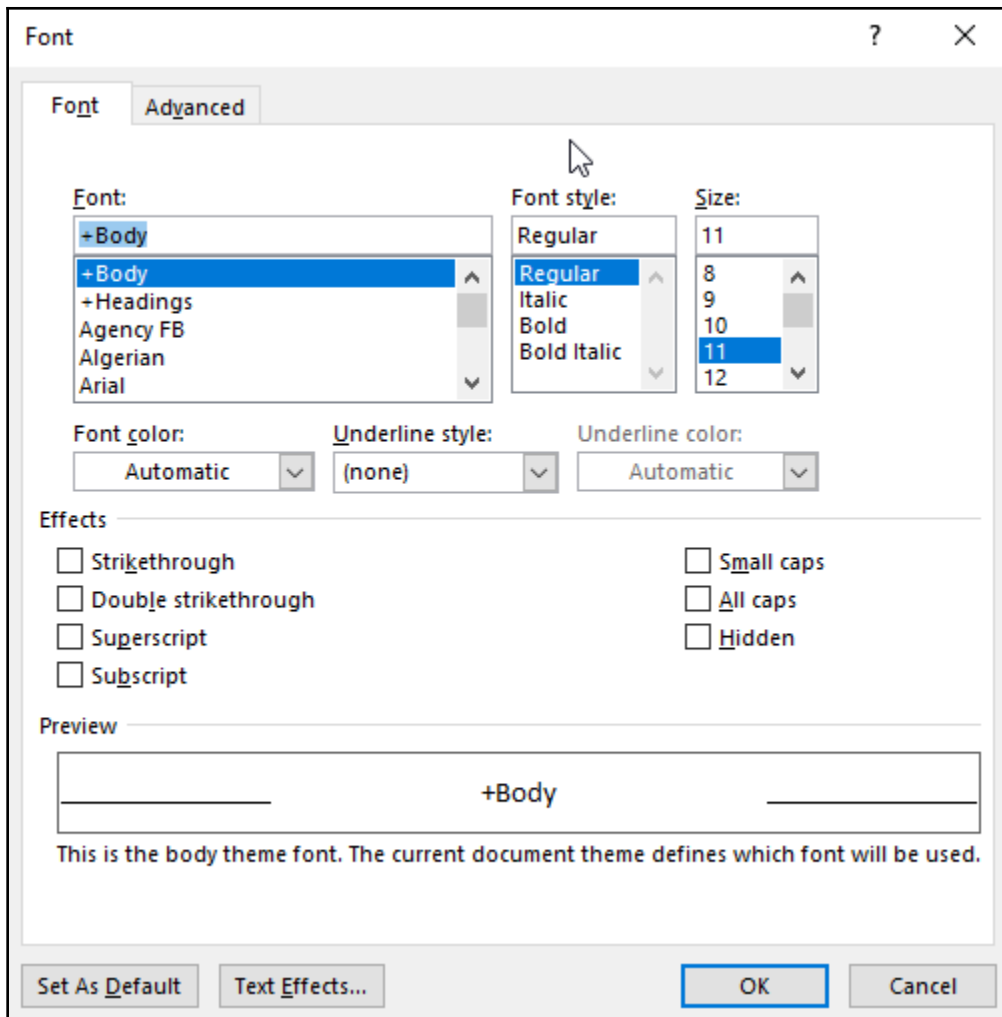 Font ?
Font Advanced
Font: Font style: Size:
+Body Regular 11
+Body Regular 8
+Headings Italic 9
Agency FB Bold 10
Algerian Bold Italic 11
Arial 12
Font color: Underline style: Underline color:
Automatic (none) Automatic
Effects
Strikethrough Small caps
Double strikethrough All caps
Superscript Hidden
Subscript
Preview
+Body
This is the body theme font. The current document theme defines which font will be used.
Set As Default Text Effects... OK Cancel